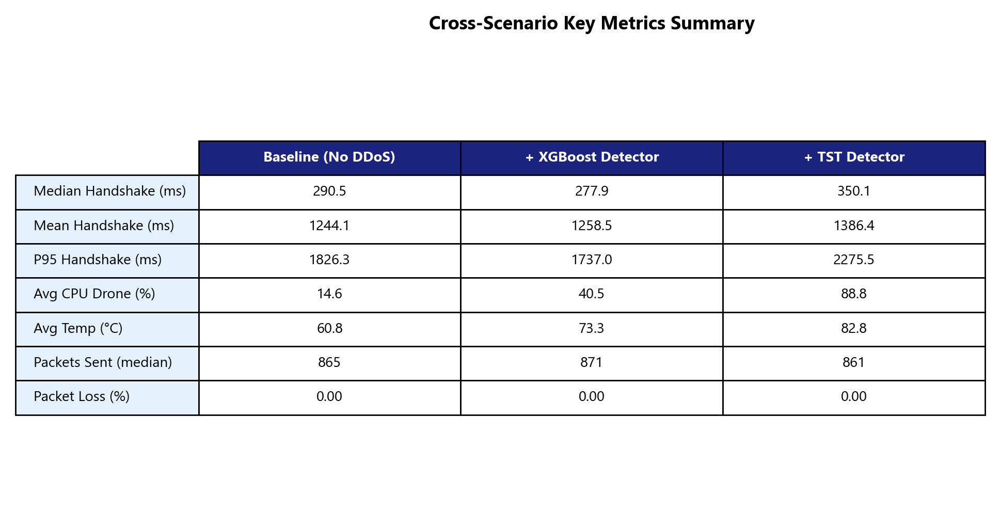 Cross-Scenario Key Metrics Summary
Baseline (No DDoS) + XGBoost Detector + TST Detector
Median Handshake (ms) 290.5 277.9 350.1
Mean Handshake (ms) 1244.1 1258.5 1386.4
P95 Handshake (ms) 1826.3 1737.0 2275.5
Avg CPU Drone (%) 14.6 40.5 88.8
Avg Temp (°C) 60.8 73.3 82.8
Packets Sent (median) 865 871 861
Packet Loss (%) 0.00 0.00 0.00